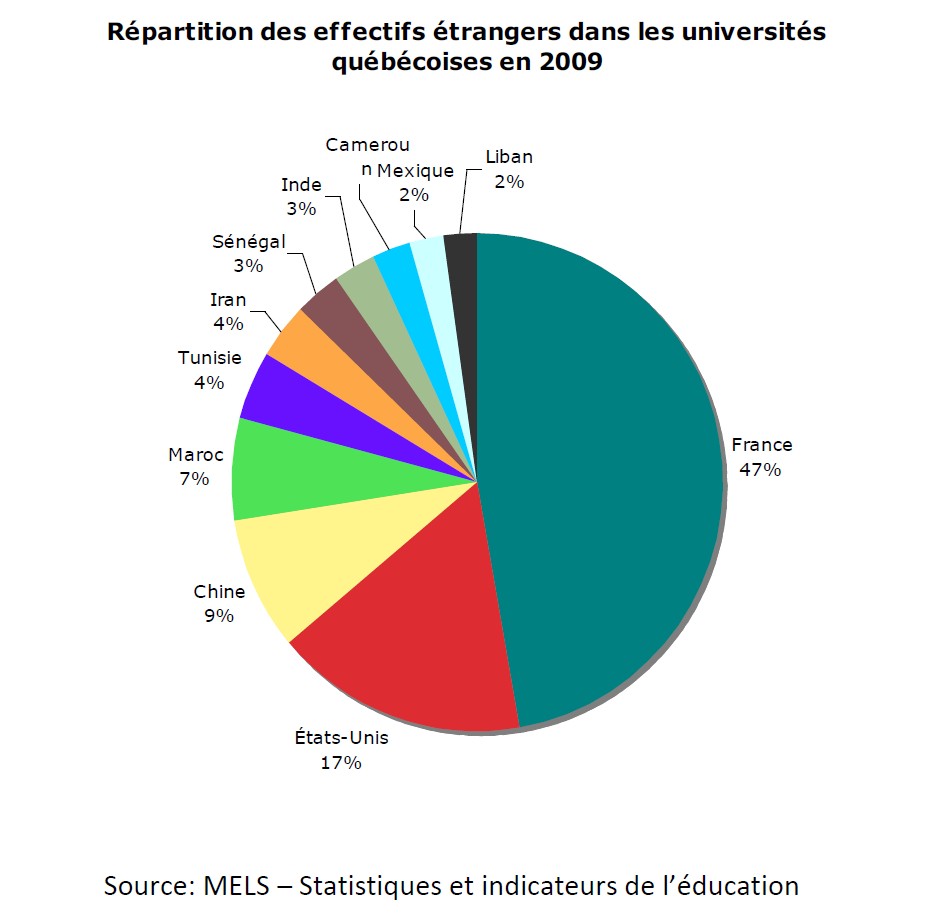 Répartition des effectifs étrangers dans les universités
québécoises en 2009
Camerou
n
Mexique
2%
Liban
2%
Inde
3%
Sénégal
3%
Iran
4%
Tunisie
4%
Maroc
7%
Chine
9%
États-Unis
17%
France
47%
Source: MELS – Statistiques et indicateurs de l’éducation